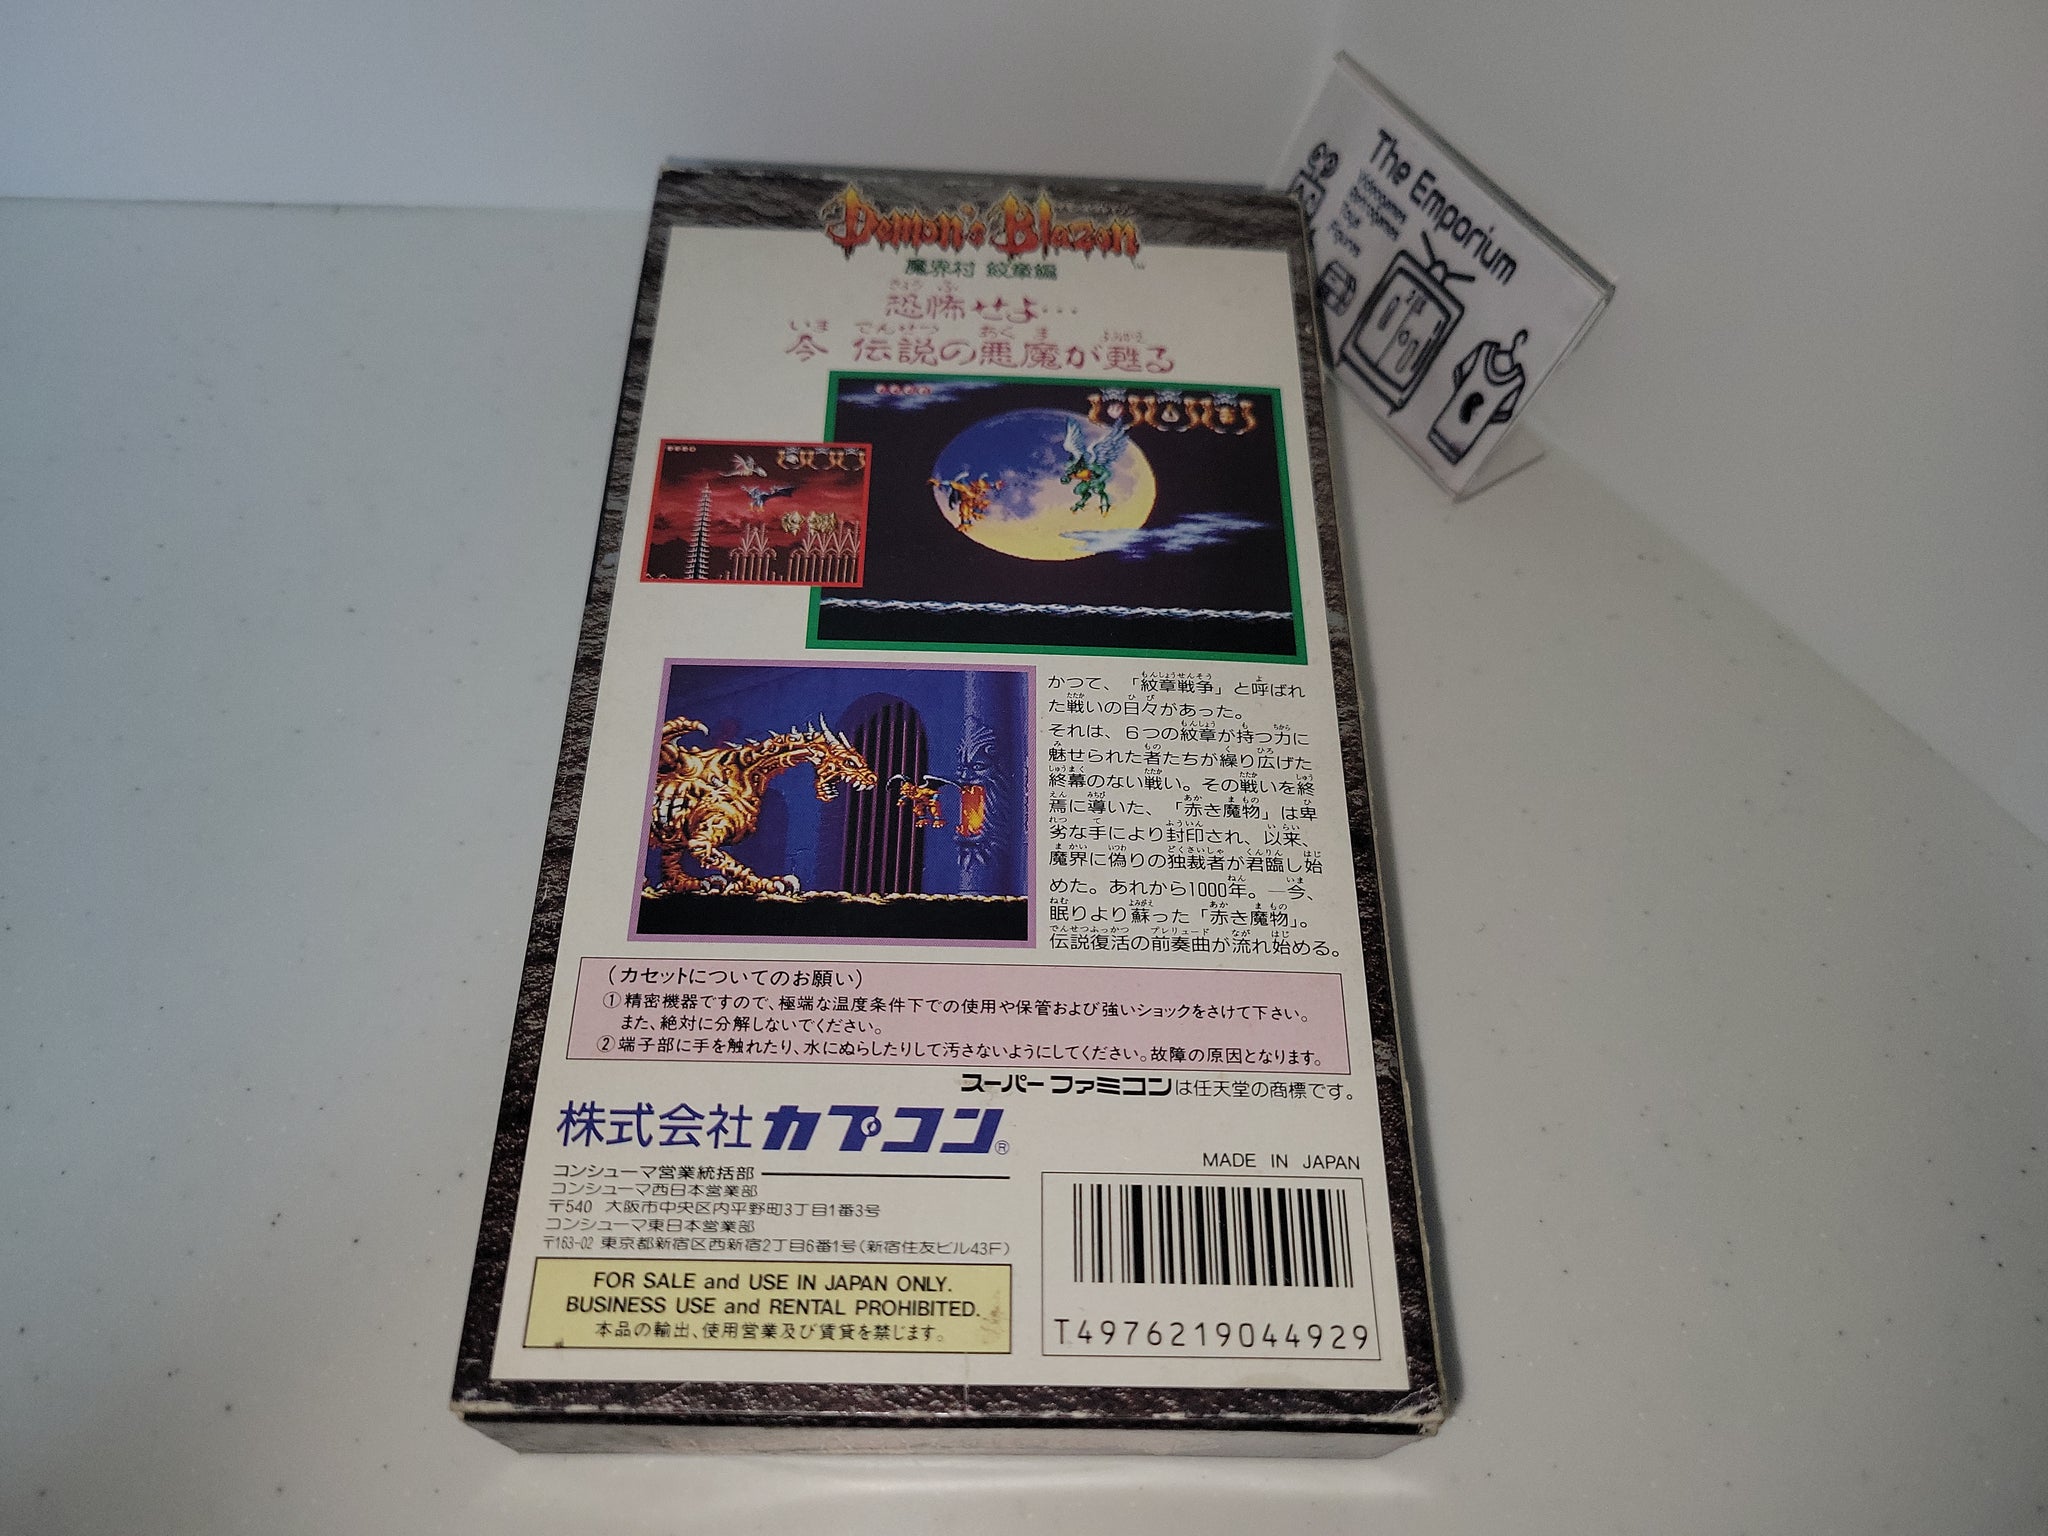 Demon's Blazon
魔界村 紋章編
恐怖せよ…
今 伝説の悪魔が甦る
かつて、「紋章戦争」と呼ばれ
た戦いの日々があった。
それは、6つの紋章が持つ力に
魅せられた者たちが繰り広げた
終幕のない戦い。その戦いを終
焉に導いた、「赤き魔物」は卑
劣な手により封印され、以来、
魔界に偽りの独裁者が君臨し始
めた。あれから1000年。—今、
眠りより蘇った「赤き魔物」。
伝説復活の前奏曲が流れ始める。
(カセットについてのお願い)
①精密機器ですので、極端な温度条件下での使用や保管および強いショックをさけて下さい。
また、絶対に分解しないでください。
②端子部に手を触れたり、水にぬらしたりして汚さないようにしてください。故障の原因となります。
スーパーファミコンは任天堂の商標です。
株式会社カプコン®
コンシューマ営業統括部
コンシューマ西日本営業部
〒540 大阪市中央区内平野町3丁目1番3号
コンシューマ東日本営業部
〒163-02 東京都新宿区西新宿2丁目6番1号(新宿住友ビル43F)
FOR SALE and USE IN JAPAN ONLY.
BUSINESS USE and RENTAL PROHIBITED.
本品の輸出、使用営業及び賃貸を禁じます。
MADE IN JAPAN
T4976219044929
The Emporium
Videogames
Retrogames
Toys
Figures